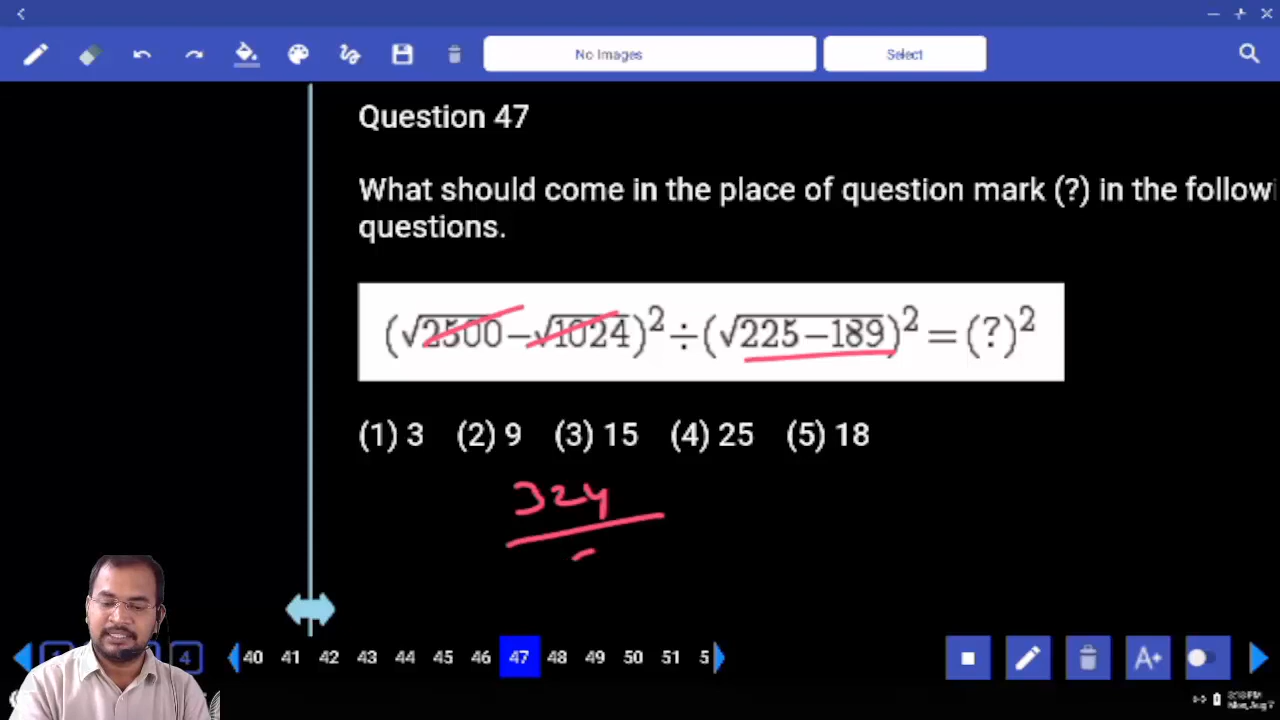 No Images Select
Question 47
What should come in the place of question mark (?) in the followi
questions.
(√2500−√1024)²÷(√225−189)²=(?)²
(1) 3 (2) 9 (3) 15 (4) 25 (5) 18
324
4 40 41 42 43 44 45 46 47 48 49 50 51 5 A+